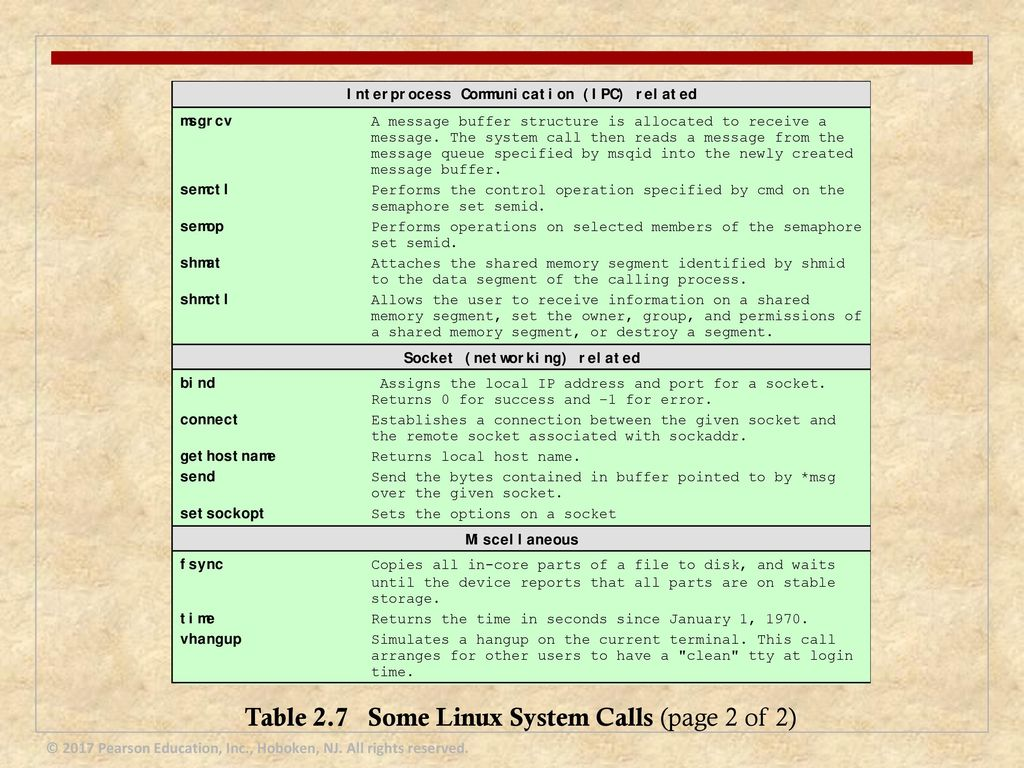 Interprocess Communication (IPC) related
msgrcv A message buffer structure is allocated to receive a
message. The system call then reads a message from the
message queue specified by msqid into the newly created
message buffer.
semctl Performs the control operation specified by cmd on the
semaphore set semid.
semop Performs operations on selected members of the semaphore
set semid.
shmat Attaches the shared memory segment identified by shmid
to the data segment of the calling process.
shmctl Allows the user to receive information on a shared
memory segment, set the owner, group, and permissions of
a shared memory segment, or destroy a segment.
Socket (networking) related
bind Assigns the local IP address and port for a socket.
Returns 0 for success and -1 for error.
connect Establishes a connection between the given socket and
the remote socket associated with sockaddr.
gethostname Returns local host name.
send Send the bytes contained in buffer pointed to by *msg
over the given socket.
setsockopt Sets the options on a socket
Miscellaneous
fsync Copies all in-core parts of a file to disk, and waits
until the device reports that all parts are on stable
storage.
time Returns the time in seconds since January 1, 1970.
vhangup Simulates a hangup on the current terminal. This call
arranges for other users to have a "clean" tty at login
time.
Table 2.7 Some Linux System Calls (page 2 of 2)
© 2017 Pearson Education, Inc., Hoboken, NJ. All rights reserved.